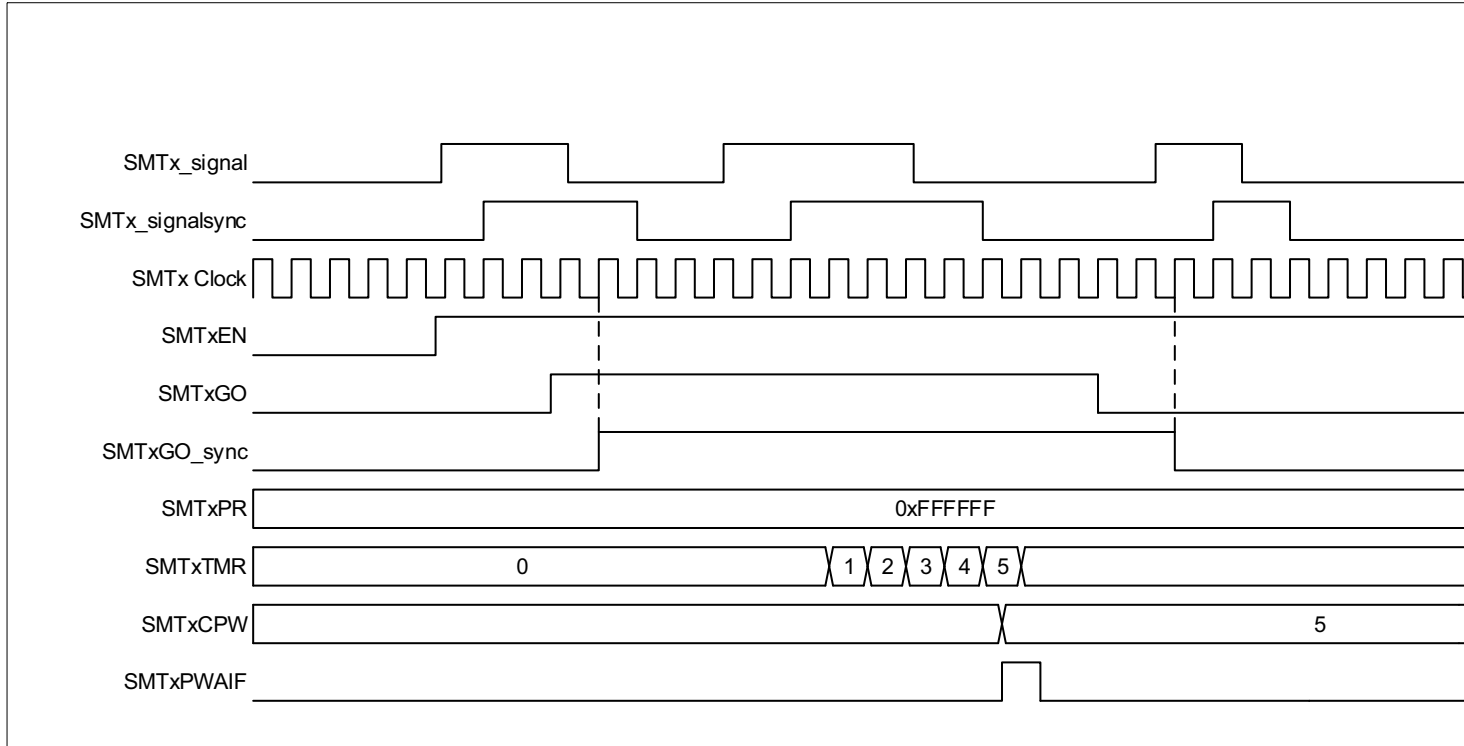 SMTx_signal
SMTx_signalsync
SMTx Clock
SMTxEN
SMTxGO
SMTxGO_sync
SMTxPR 0xFFFFFF
SMTxTMR 0 1 2 3 4 5
SMTxCPW 5
SMTxPWAIF